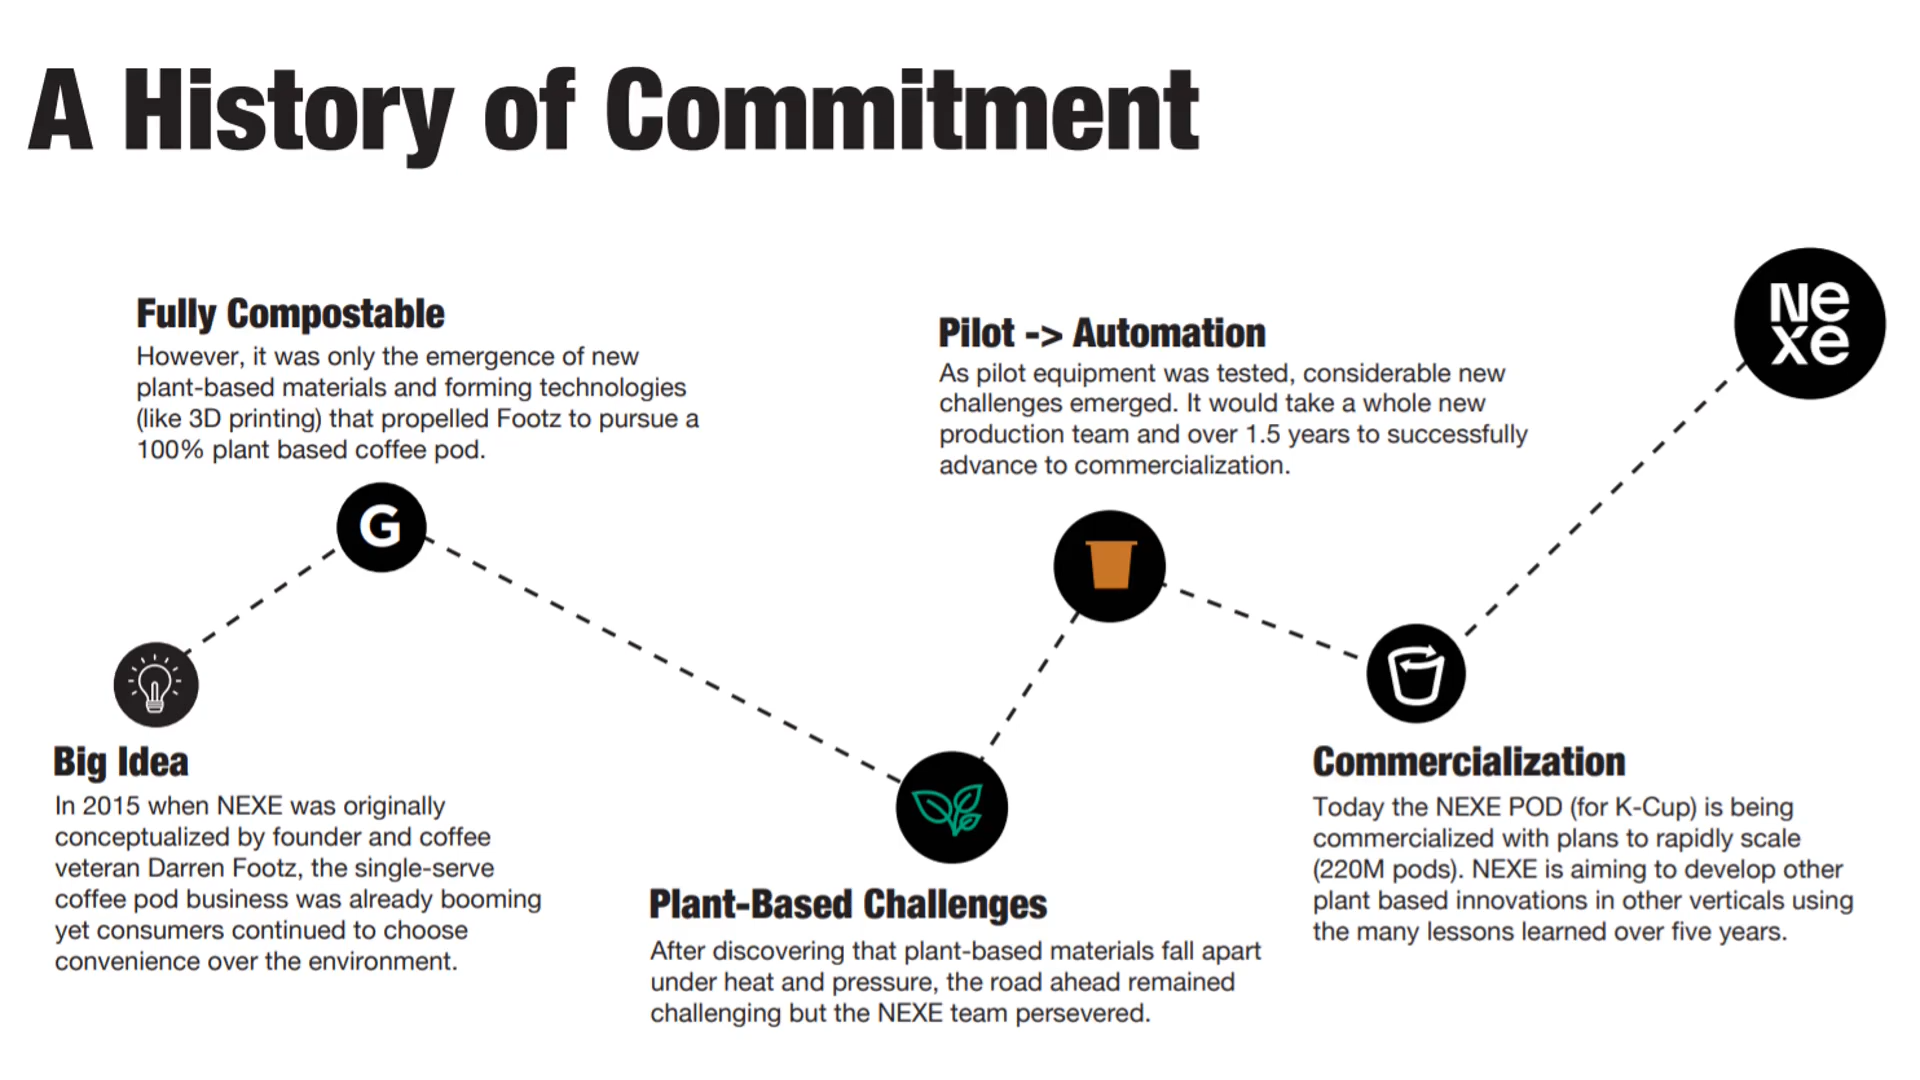 A History of Commitment
Fully Compostable
However, it was only the emergence of new
plant-based materials and forming technologies
(like 3D printing) that propelled Footz to pursue a
100% plant based coffee pod.
G
Big Idea
In 2015 when NEXE was originally
conceptualized by founder and coffee
veteran Darren Footz, the single-serve
coffee pod business was already booming
yet consumers continued to choose
convenience over the environment.
Plant-Based Challenges
After discovering that plant-based materials fall apart
under heat and pressure, the road ahead remained
challenging but the NEXE team persevered.
Pilot -> Automation
As pilot equipment was tested, considerable new
challenges emerged. It would take a whole new
production team and over 1.5 years to successfully
advance to commercialization.
Commercialization
Today the NEXE POD (for K-Cup) is being
commercialized with plans to rapidly scale
(220M pods). NEXE is aiming to develop other
plant based innovations in other verticals using
the many lessons learned over five years.
Ne
xe